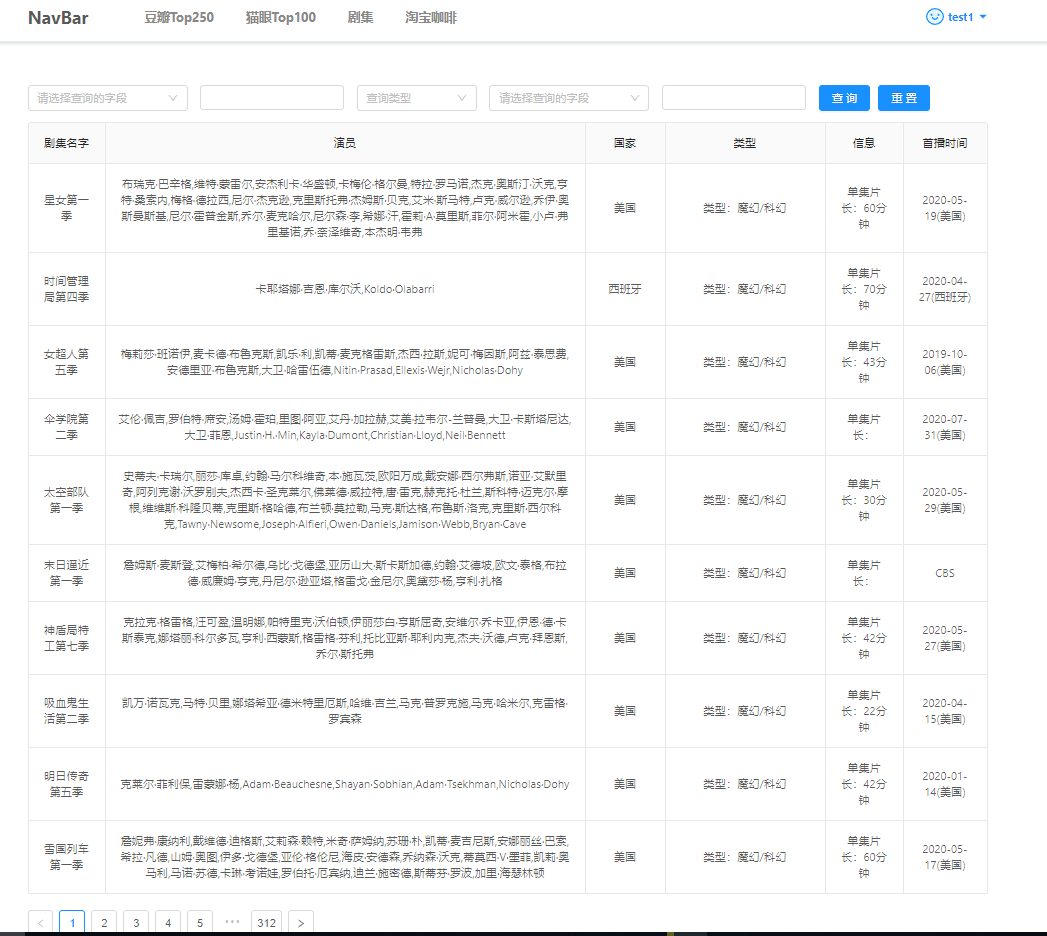 NavBar 豆瓣Top250 猫眼Top100 剧集 淘宝咖啡 test1
请选择查询的字段 查询类型 请选择查询的字段 查 询 重 置
剧集名字 演员 国家 类型 信息 首播时间
星女第一
季
布瑞克·巴辛格,维特·蒙雷尔,安杰利卡·华盛顿,卡梅伦·格尔曼,特拉·罗马诺,杰克·奥斯汀·沃克,亨
特·桑索内,梅格·德拉西,尼尔·杰克逊,克里斯托弗·杰姆斯·贝克,艾米·斯马特,卢克·威尔逊,乔伊·奥
斯曼斯基,尼尔·霍普金斯,乔尔·麦克哈尔,尼尔森·李,希娜·汗,霍莉·A·莫里斯,菲尔·阿米霍,小卢·弗
里基诺,乔·柰泽维奇,本杰明·韦弗
美国
类型：魔幻/科幻
单集片
长：60分
钟
2020-05-
19(美国)
时间管理
局第四季
卡耶塔娜·吉恩·库尔沃,Koldo·Olabarri
西班牙
类型：魔幻/科幻
单集片
长：70分
钟
2020-04-
27(西班牙)
女超人第
五季
梅莉莎·班诺伊,麦卡德·布鲁克斯,凯乐·利,凯蒂·麦克格雷斯,杰西·拉斯,妮可·梅因斯,阿兹·泰思费,
安德里亚·布鲁克斯,大卫·哈雷伍德,Nitin·Prasad,Ellexis·Wejr,Nicholas·Dohy
美国
类型：魔幻/科幻
单集片
长：43分
钟
2019-10-
06(美国)
伞学院第
二季
艾伦·佩吉,罗伯特·席安,汤姆·霍珀,里图·阿亚,艾丹·加拉赫,艾美·拉韦尔-兰普曼,大卫·卡斯塔尼达,
大卫·菲恩,Justin·H.·Min,Kayla·Dumont,Christian·Lloyd,Neil·Bennett
美国
类型：魔幻/科幻
单集片
长：
2020-07-
31(美国)
太空部队
第一季
史蒂夫·卡瑞尔,丽莎·库卓,约翰·马尔科维奇,本·施瓦茨,欧阳万成,戴安娜·西尔弗斯,诺亚·艾默里
奇,阿列克谢·沃罗别夫,杰西卡·圣克莱尔,佛莱德·威拉特,唐·雷克,赫克托·杜兰,斯科特·迈克尔·摩
根,维维斯·科隆贝蒂,克里斯·格哈德,布兰顿·莫拉勒,马克·斯达格,布鲁斯·洛克,克里斯·西尔科
克,Tawny·Newsome,Joseph·Alfieri,Owen·Daniels,Jamison·Webb,Bryan·Cave
美国
类型：魔幻/科幻
单集片
长：30分
钟
2020-05-
29(美国)
末日逼近
第一季
詹姆斯·麦斯登,艾梅柏·希尔德,乌比·戈德堡,亚历山大·斯卡斯加德,约翰·艾德坡,欧文·泰格,布拉
德·威廉姆·亨克,丹尼尔·逊亚塔,格雷戈·金尼尔,奥黛莎·杨,亨利·扎格
美国
类型：魔幻/科幻
单集片
长：
CBS
神盾局特
工第七季
克拉克·格雷格,汪可盈,温明娜,帕特里克·沃伯顿,伊丽莎白·亨斯屈奇,安维尔·乔卡亚,伊恩·德·卡
斯泰克,娜塔丽·科尔多瓦,亨利·西蒙斯,格雷格·芬利,托比亚斯·耶利内克,杰夫·沃德,卢克·拜恩斯,
乔尔·斯托弗
美国
类型：魔幻/科幻
单集片
长：42分
钟
2020-05-
27(美国)
吸血鬼生
活第二季
凯万·诺瓦克,马特·贝里,娜塔希亚·德米特里厄斯,哈维·吉兰,马克·普罗克施,马克·哈米尔,克雷格·
罗宾森
美国
类型：魔幻/科幻
单集片
长：22分
钟
2020-04-
15(美国)
明日传奇
第五季
克莱尔·菲利俣,雷蒙娜·杨,Adam·Beauchesne,Shayan·Sobhian,Adam·Tsekhman,Nicholas·Dohy
美国
类型：魔幻/科幻
单集片
长：42分
钟
2020-01-
14(美国)
雪国列车
第一季
詹妮弗·康纳利,戴维德·迪格斯,艾莉森·赖特,米奇·萨姆纳,苏珊·朴,凯蒂·麦吉尼斯,安娜丽丝·巴索,
希拉·凡德,山姆·奥图,伊多·戈德堡,亚伦·格伦尼,海皮·安德森,乔纳森·沃克,蒂莫西·V·墨菲,凯莉·奥
马利,马诺·苏德,卡琳·考诺娃,罗伯托·厄宾纳,迪兰·施密德,斯蒂芬·罗波,加里·海瑟林顿
美国
类型：魔幻/科幻
单集片
长：60分
钟
2020-05-
17(美国)
< 1 2 3 4 5 ••• 312 >